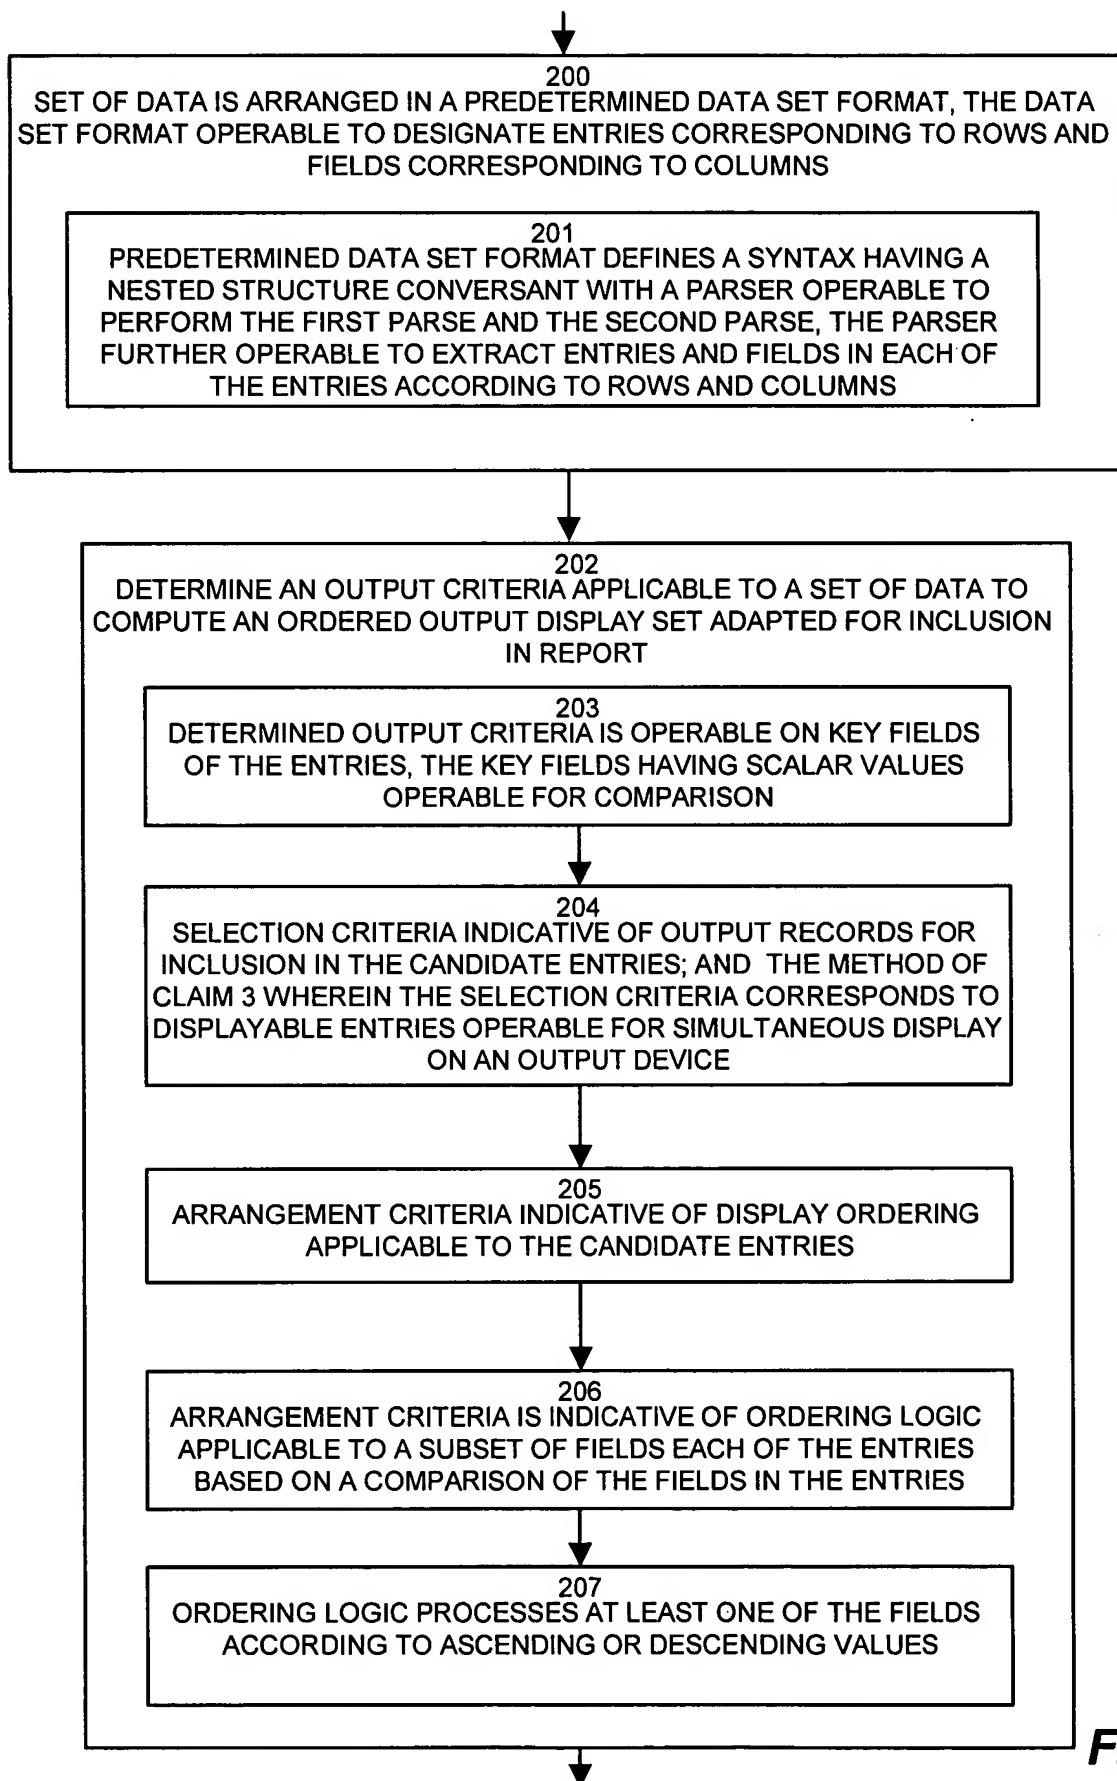 200
SET OF DATA IS ARRANGED IN A PREDETERMINED DATA SET FORMAT, THE DATA
SET FORMAT OPERABLE TO DESIGNATE ENTRIES CORRESPONDING TO ROWS AND
FIELDS CORRESPONDING TO COLUMNS
201
PREDETERMINED DATA SET FORMAT DEFINES A SYNTAX HAVING A
NESTED STRUCTURE CONVERSANT WITH A PARSER OPERABLE TO
PERFORM THE FIRST PARSE AND THE SECOND PARSE, THE PARSER
FURTHER OPERABLE TO EXTRACT ENTRIES AND FIELDS IN EACH OF
THE ENTRIES ACCORDING TO ROWS AND COLUMNS
202
DETERMINE AN OUTPUT CRITERIA APPLICABLE TO A SET OF DATA TO
COMPUTE AN ORDERED OUTPUT DISPLAY SET ADAPTED FOR INCLUSION
IN REPORT
203
DETERMINED OUTPUT CRITERIA IS OPERABLE ON KEY FIELDS
OF THE ENTRIES, THE KEY FIELDS HAVING SCALAR VALUES
OPERABLE FOR COMPARISON
204
SELECTION CRITERIA INDICATIVE OF OUTPUT RECORDS FOR
INCLUSION IN THE CANDIDATE ENTRIES; AND THE METHOD OF
CLAIM 3 WHEREIN THE SELECTION CRITERIA CORRESPONDS TO
DISPLAYABLE ENTRIES OPERABLE FOR SIMULTANEOUS DISPLAY
ON AN OUTPUT DEVICE
205
ARRANGEMENT CRITERIA INDICATIVE OF DISPLAY ORDERING
APPLICABLE TO THE CANDIDATE ENTRIES
206
ARRANGEMENT CRITERIA IS INDICATIVE OF ORDERING LOGIC
APPLICABLE TO A SUBSET OF FIELDS EACH OF THE ENTRIES
BASED ON A COMPARISON OF THE FIELDS IN THE ENTRIES
207
ORDERING LOGIC PROCESSES AT LEAST ONE OF THE FIELDS
ACCORDING TO ASCENDING OR DESCENDING VALUES